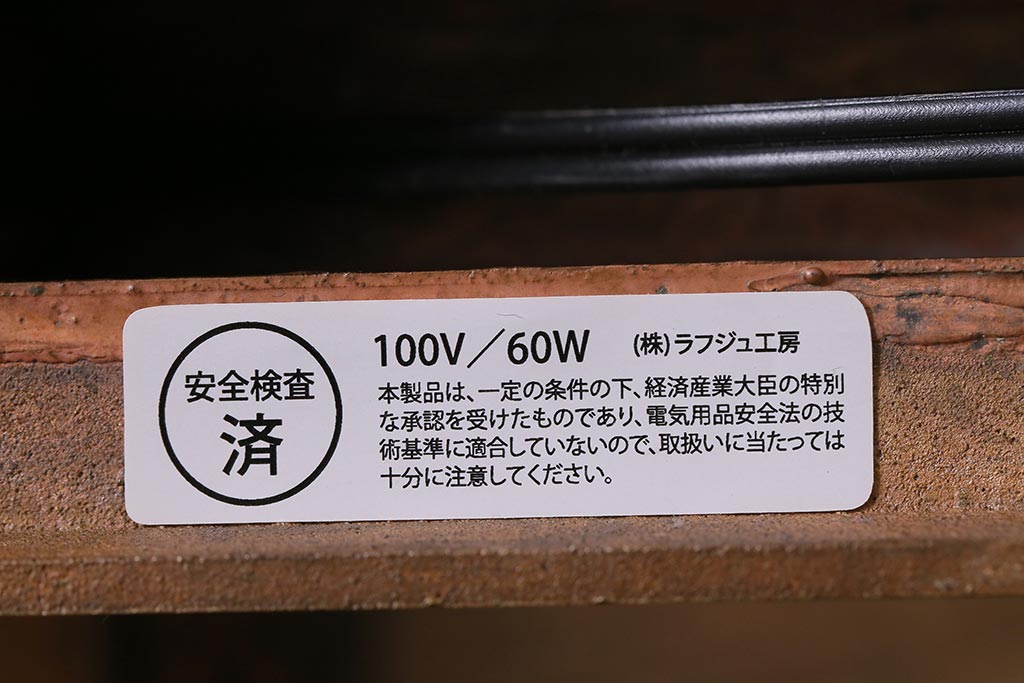 安全検査
済
100V／60W (株)ラフジュ工房
本製品は、一定の条件の下、経済産業大臣の特別
な承認を受けたものであり、電気用品安全法の技
術基準に適合していないので、取扱いに当たっては
十分に注意してください。